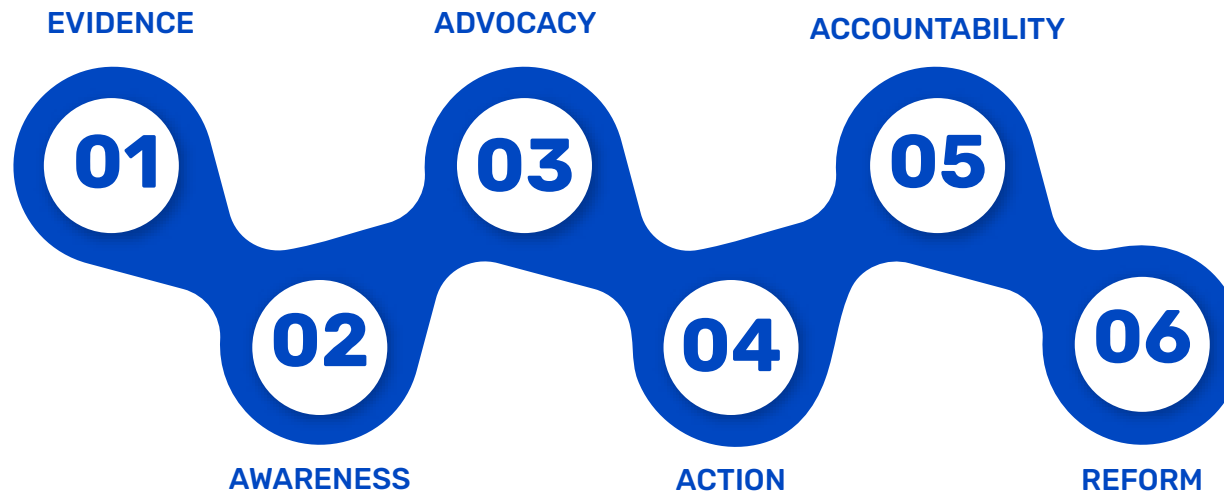 EVIDENCE
01
AWARENESS
02
ADVOCACY
03
ACTION
04
ACCOUNTABILITY
05
REFORM
06